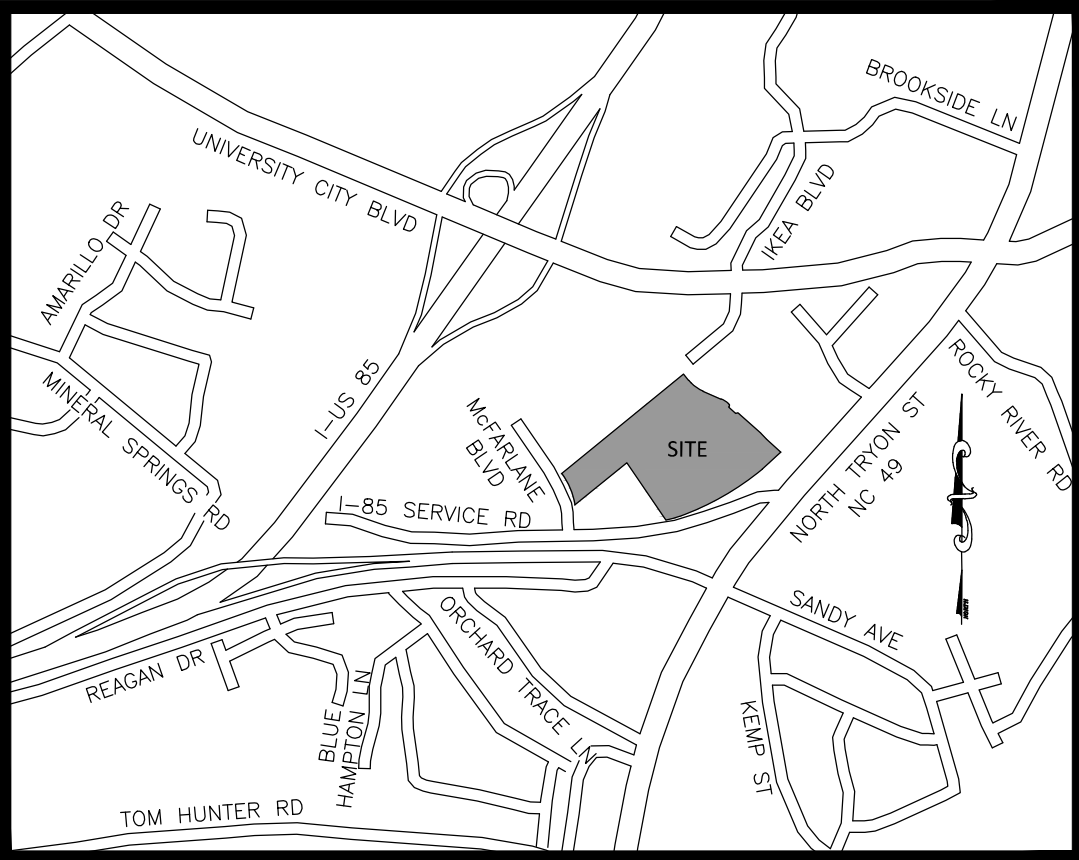 BROOKSIDE LN
UNIVERSITY CITY BLVD
IKEA BLVD
AMARILLO DR
I-US 85
ROCKY RIVER RD
MINERAL SPRINGS RD
McFARLANE
BLVD
SITE
NORTH TRYON ST
NC 49
I-85 SERVICE RD
NORTH
SANDY AVE
ORCHARD TRACE LN
REAGAN DR
BLUE
HAMPTON LN
KEMP ST
TOM HUNTER RD